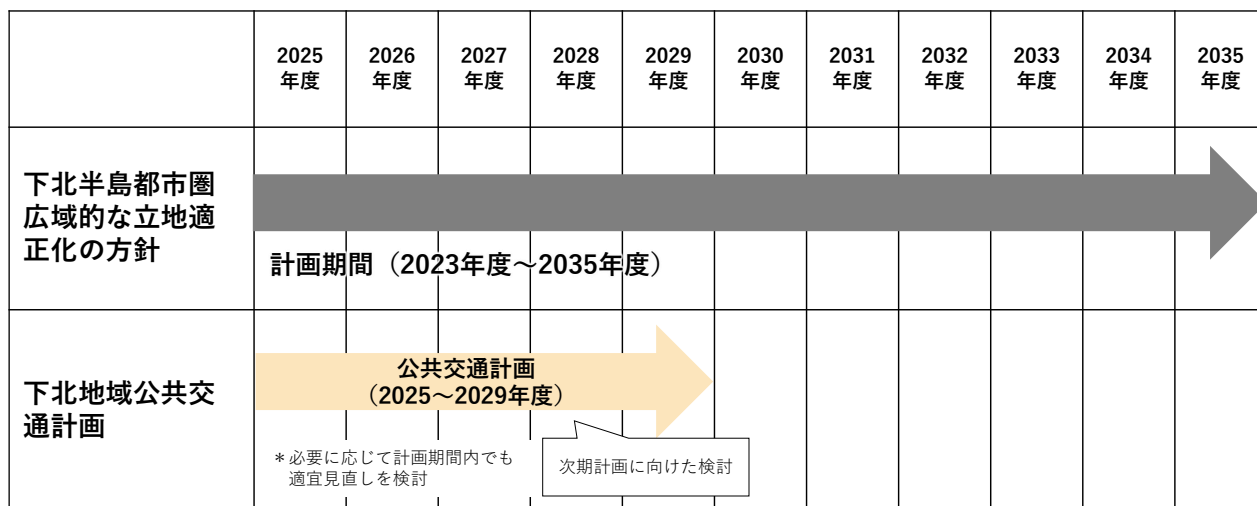 2025
年度
2026
年度
2027
年度
2028
年度
2029
年度
2030
年度
2031
年度
2032
年度
2033
年度
2034
年度
2035
年度
下北半島都市圏
広域的な立地適
正化の方針
計画期間（2023年度～2035年度）
下北地域公共交
通計画
公共交通計画
（2025～2029年度）
＊必要に応じて計画期間内でも
適宜見直しを検討
次期計画に向けた検討